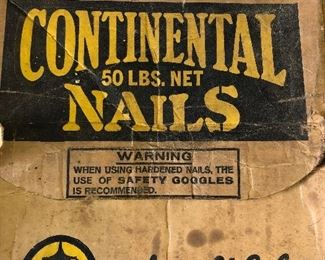 CONTINENTAL
50 LBS. NET
NAILS
WARNING
WHEN USING HARDENED NAILS, THE
USE OF SAFETY GOGGLES
IS RECOMMENDED.